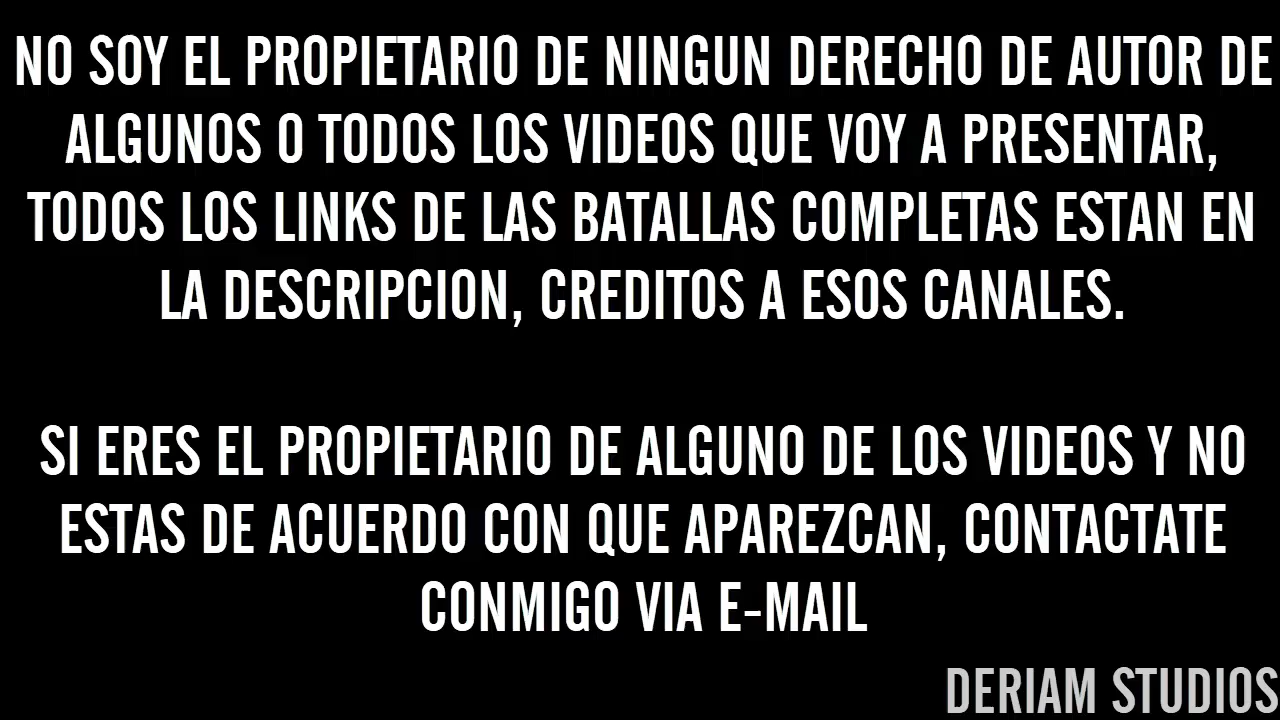 NO SOY EL PROPIETARIO DE NINGUN DERECHO DE AUTOR DE
ALGUNOS O TODOS LOS VIDEOS QUE VOY A PRESENTAR,
TODOS LOS LINKS DE LAS BATALLAS COMPLETAS ESTAN EN
LA DESCRIPCION, CREDITOS A ESOS CANALES.
SI ERES EL PROPIETARIO DE ALGUNO DE LOS VIDEOS Y NO
ESTAS DE ACUERDO CON QUE APAREZCAN, CONTACTATE
CONMIGO VIA E-MAIL
DERIAM STUDIOS